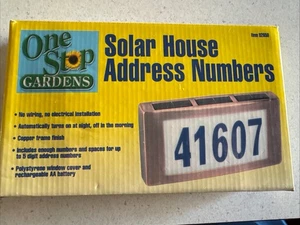 One
Stop
GARDENS
Solar House
Address Numbers
• No wiring, no electrical installation
• Automatically turns on at night, off in the morning
• Copper frame finish
• Includes enough numbers and spaces for up
to 5 digit address numbers
• Polystyrene window cover and
rechargeable AA battery
41607